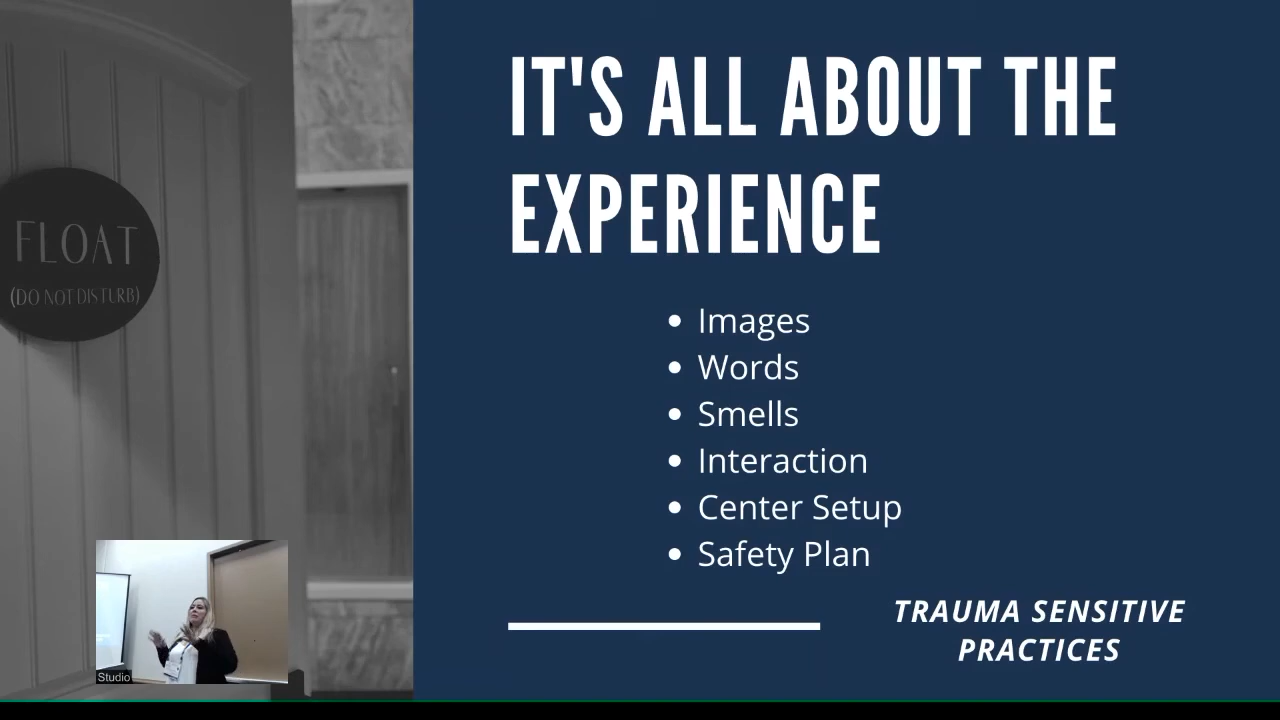 FLOAT
(DO NOT DISTURB)
IT'S ALL ABOUT THE
EXPERIENCE
Images
Words
Smells
Interaction
Center Setup
Safety Plan
TRAUMA SENSITIVE
PRACTICES
Studio